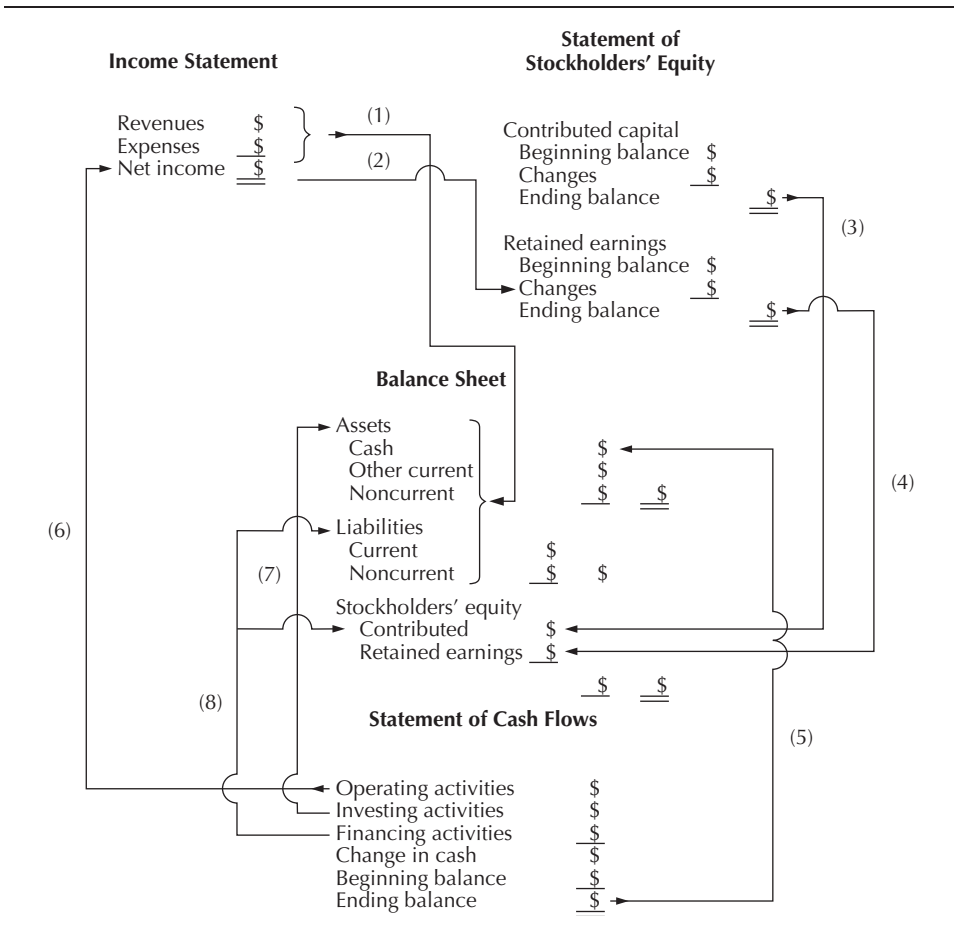 Income Statement
Statement of
Stockholders' Equity
Revenues $
Expenses $
Net income $
(1)
(2)
Contributed capital
Beginning balance $
Changes $
Ending balance $
(3)
Retained earnings
Beginning balance $
Changes $
Ending balance $
Balance Sheet
Assets
Cash $
Other current $
Noncurrent $ $
(4)
(6)
Liabilities
Current $
Noncurrent $ $
(7)
Stockholders' equity
Contributed $
Retained earnings $
$ $
(8)
Statement of Cash Flows
(5)
Operating activities $
Investing activities $
Financing activities $
Change in cash $
Beginning balance $
Ending balance $